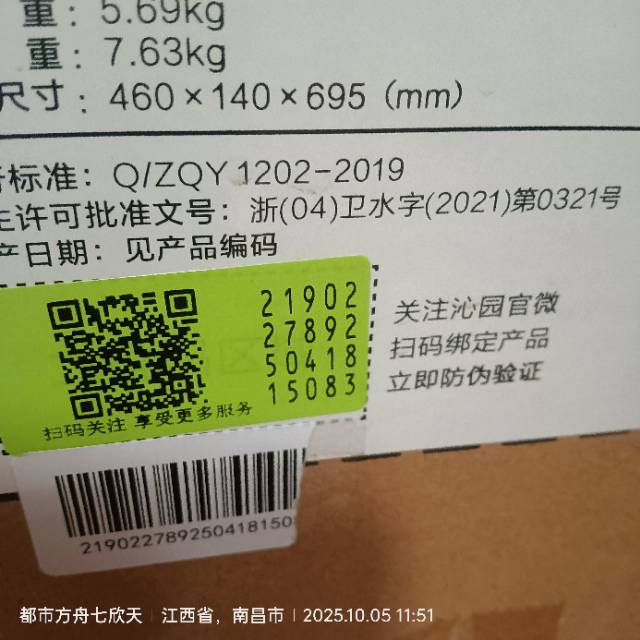 重：5.69kg
重：7.63kg
尺寸：460×140×695 (mm)
标准：Q/ZQY 1202-2019
许可批准文号：浙(04)卫水字(2021)第0321号
产日期：见产品编码
21902
27892
50418
15083
扫码关注 享受更多服务
关注沁园官微
扫码绑定产品
立即防伪验证
219022789250418150
都市方舟七欣天 | 江西省，南昌市 | 2025.10.05 11:51